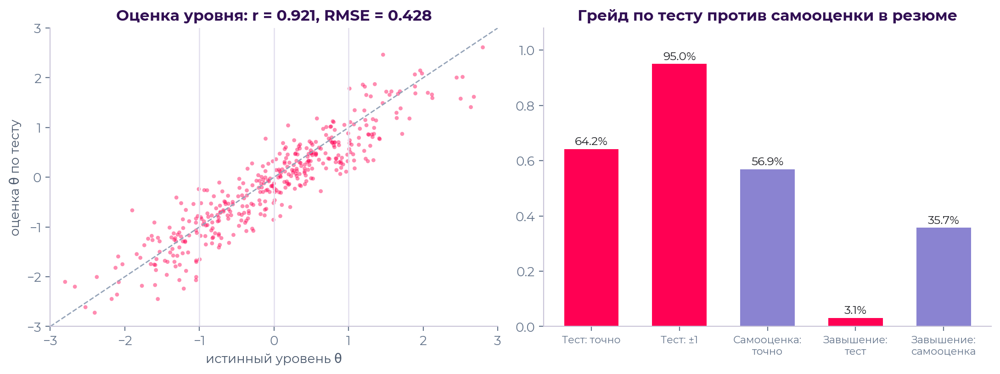 Оценка уровня: r = 0.921, RMSE = 0.428
3
2
1
0
−1
−2
−3
оценка θ по тесту
−3
−2
−1
0
1
2
3
истинный уровень θ
Грейд по тесту против самооценки в резюме
1.0
0.8
0.6
0.4
0.2
0.0
64.2%
95.0%
56.9%
3.1%
35.7%
Тест: точно
Тест: ±1
Самооценка:
точно
Завышение:
тест
Завышение:
самооценка